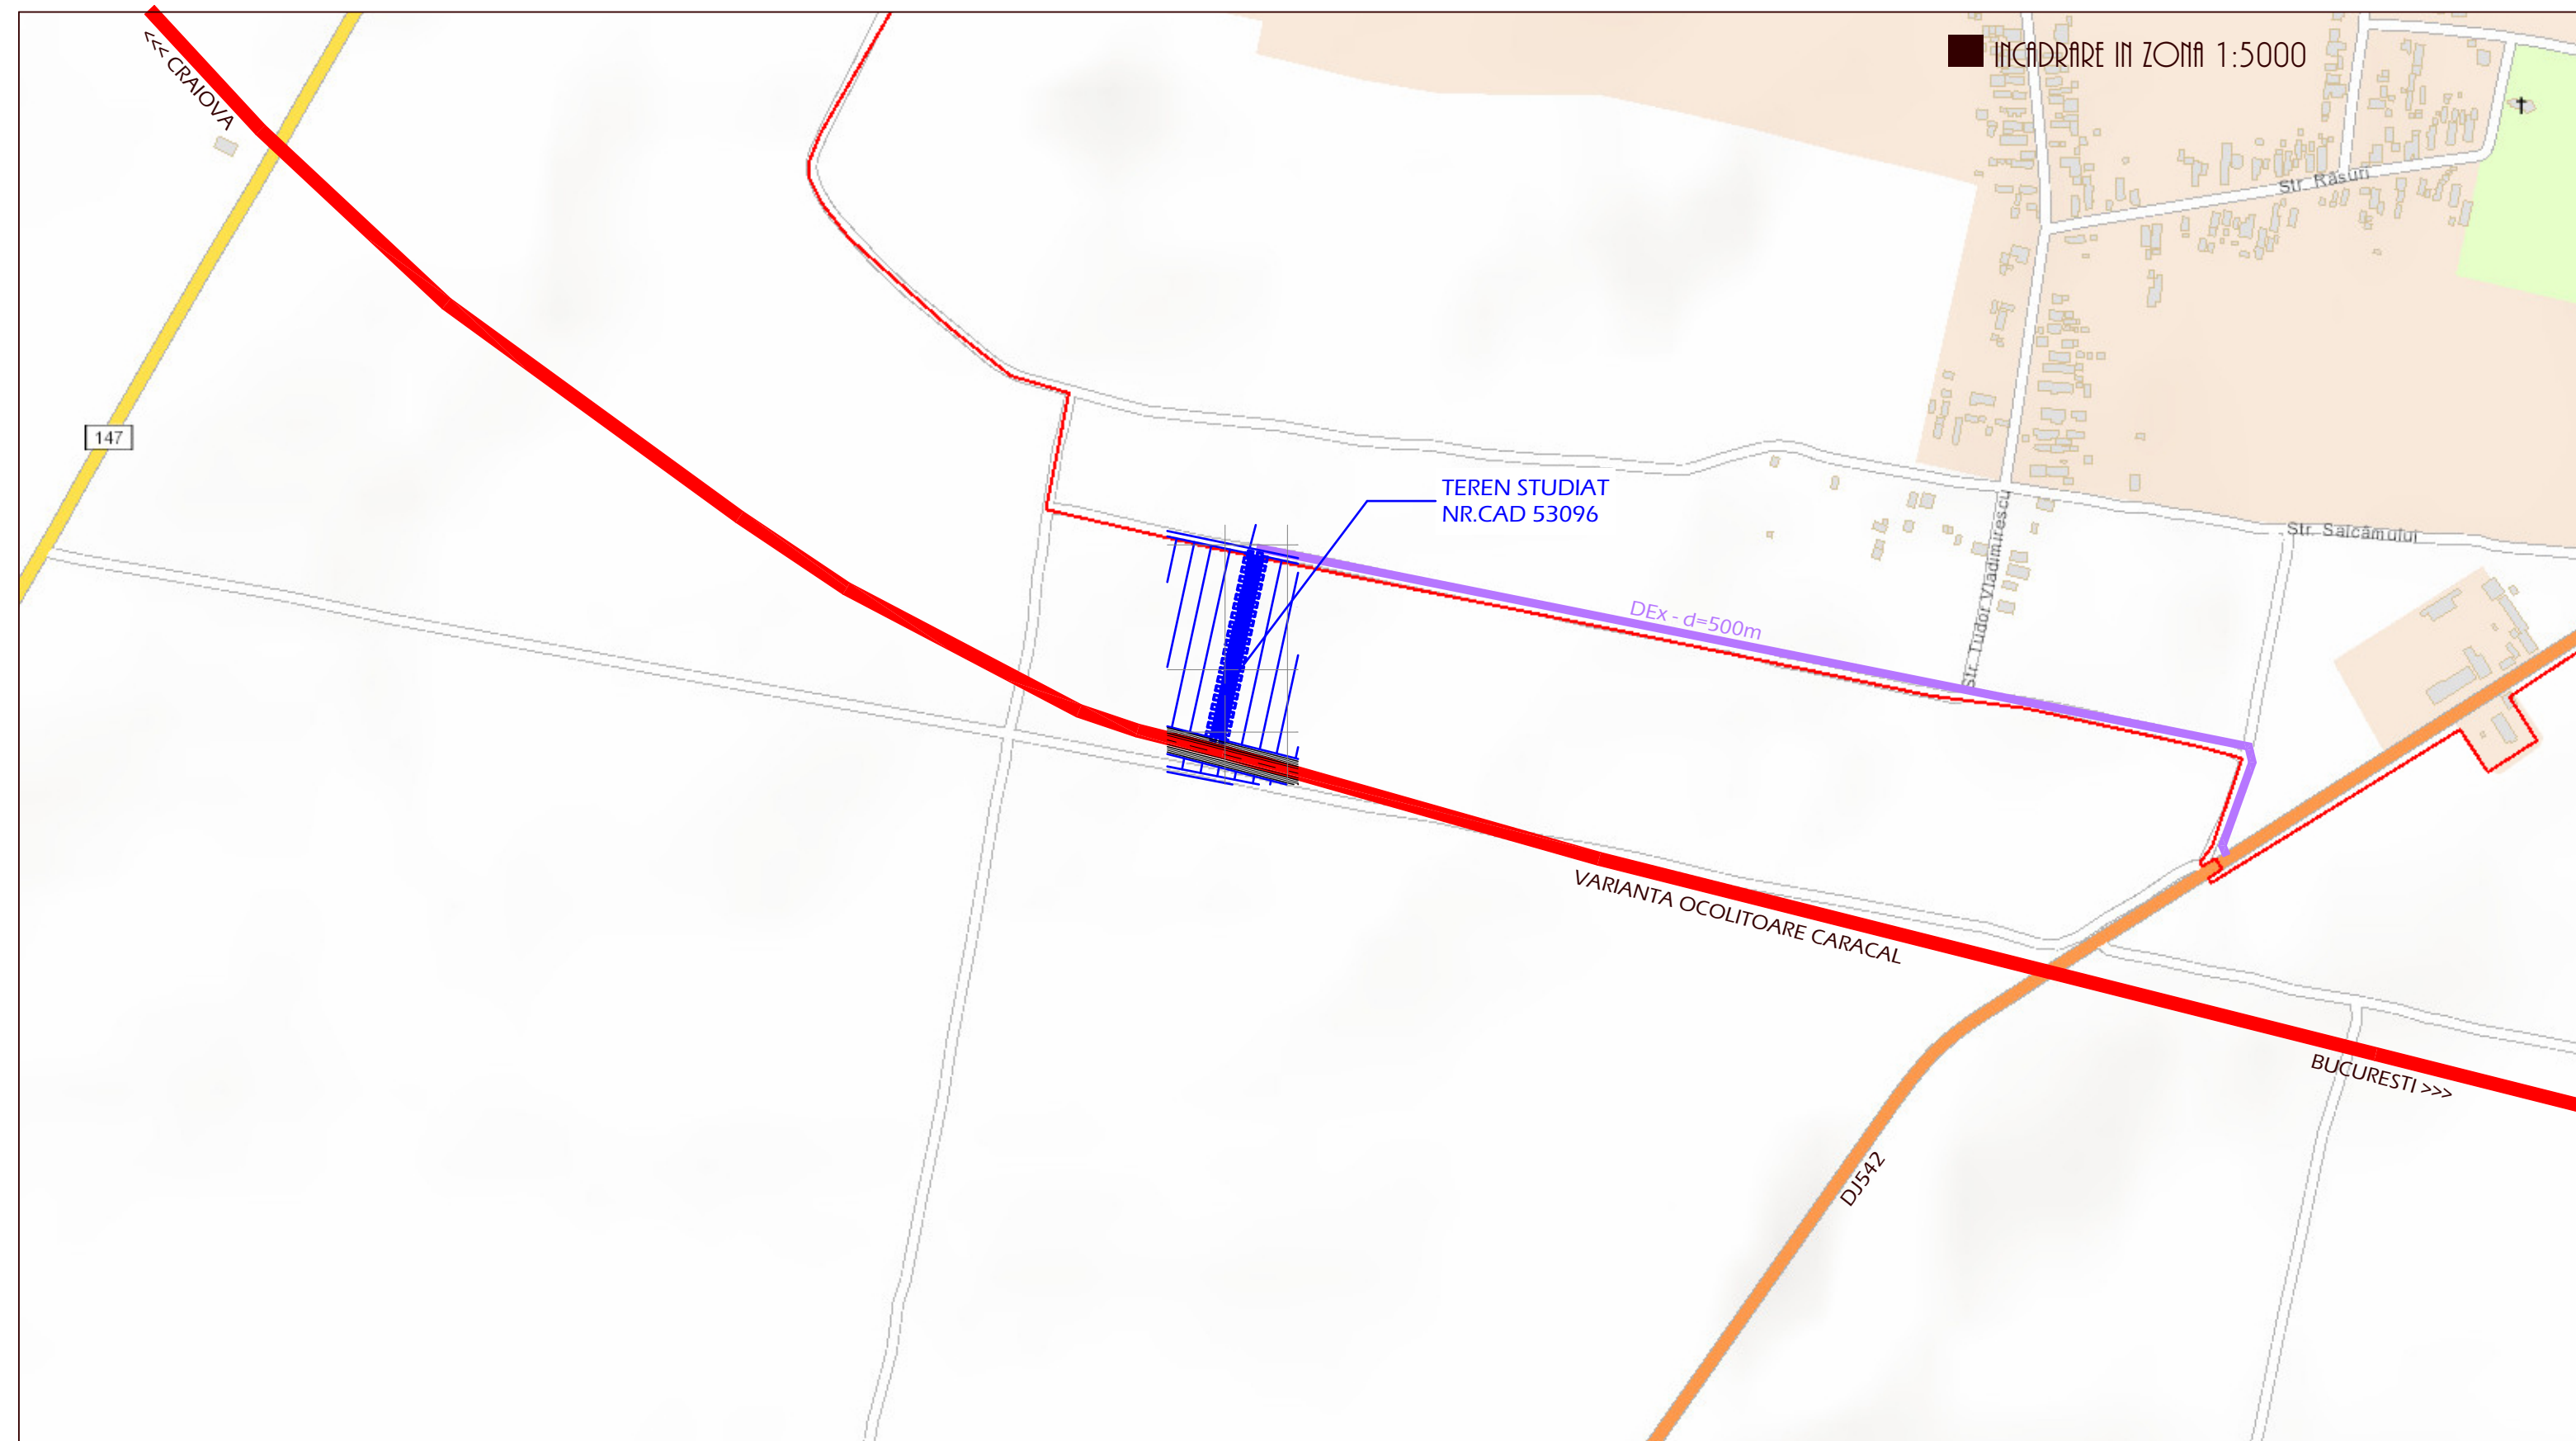 <<< CRAIOVA
INCADRARE IN ZONA 1:5000
Str. Răsuri
147
TEREN STUDIAT
NR.CAD 53096
Str. Tudor Vladimirescu
Str. Salcâmului
DEx - d=500m
VARIANTA OCOLITOARE CARACAL
BUCURESTI >>>
DJ542